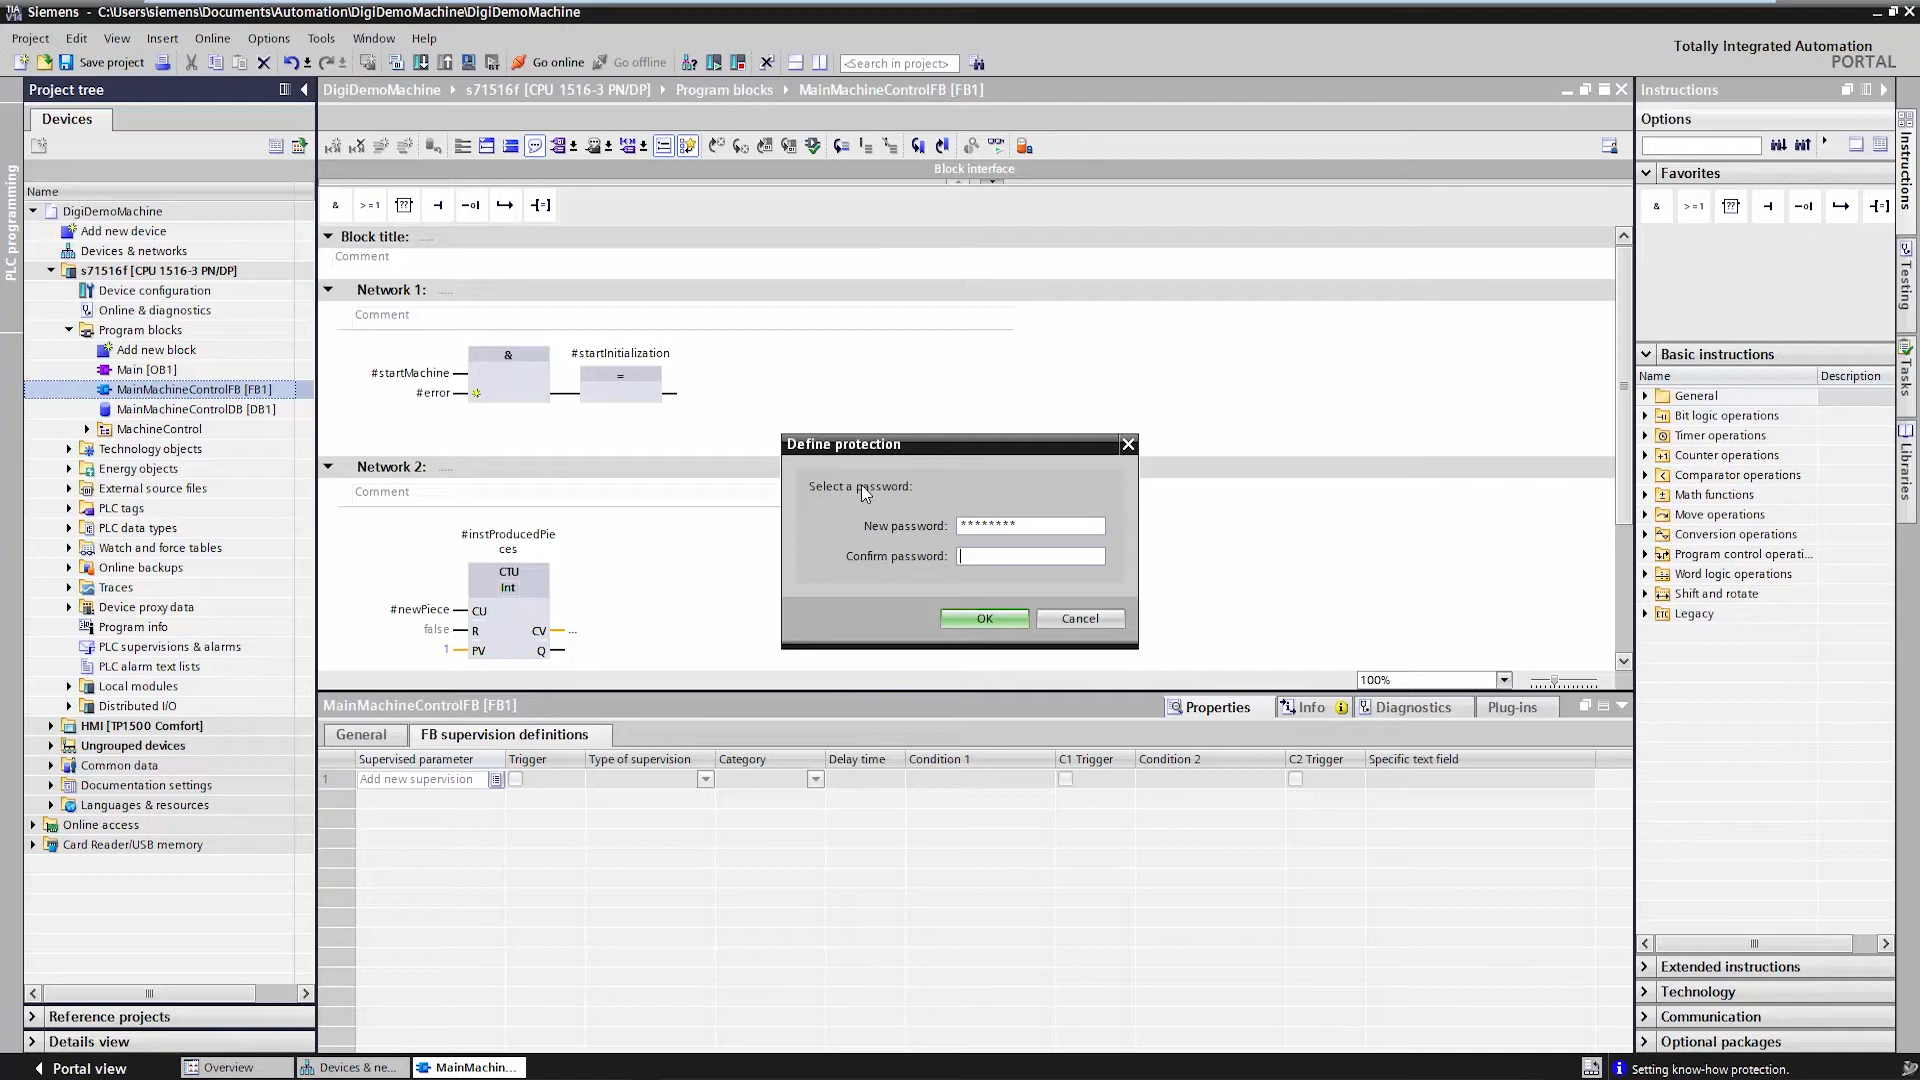 TIA
V14
Siemens - C:\Users\siemens\Documents\Automation\DigiDemoMachine\DigiDemoMachine
Project Edit View Insert Online Options Tools Window Help
Save project
Go online
Go offline
<Search in project>
Totally Integrated Automation
PORTAL
Project tree
Devices
PLC programming
Name
DigiDemoMachine
Add new device
Devices & networks
s71516f [CPU 1516-3 PN/DP]
Device configuration
Online & diagnostics
Program blocks
Add new block
Main [OB1]
MainMachineControlFB [FB1]
MainMachineControlDB [DB1]
MachineControl
Technology objects
Energy objects
External source files
PLC tags
PLC data types
Watch and force tables
Online backups
Traces
Device proxy data
Program info
PLC supervisions & alarms
PLC alarm text lists
Local modules
Distributed I/O
HMI [TP1500 Comfort]
Ungrouped devices
Common data
Documentation settings
Languages & resources
Online access
Card Reader/USB memory
Reference projects
Details view
DigiDemoMachine s71516f [CPU 1516-3 PN/DP] Program blocks MainMachineControlFB [FB1]
Block interface
& >=1 ??
Block title: .....
Comment
Network 1: .....
Comment
& #startInitialization
#startMachine =
#error
Network 2: .....
Comment
#instProducedPie
ces
CTU
Int
#newPiece CU
false R CV ...
1 PV Q
Define protection
Select a password:
New password: ********
Confirm password:
OK Cancel
100%
MainMachineControlFB [FB1]
Properties Info Diagnostics Plug-ins
General FB supervision definitions
Supervised parameter Trigger Type of supervision Category Delay time Condition 1 C1 Trigger Condition 2 C2 Trigger Specific text field
1 Add new supervision
Instructions
Options
Favorites
& >=1 ??
Basic instructions
Name Description
General
Bit logic operations
Timer operations
Counter operations
Comparator operations
Math functions
Move operations
Conversion operations
Program control operati...
Word logic operations
Shift and rotate
Legacy
Extended instructions
Technology
Communication
Optional packages
Instructions
Testing
Tasks
Libraries
Portal view Overview Devices & ne... MainMachin... Setting know-how protection.